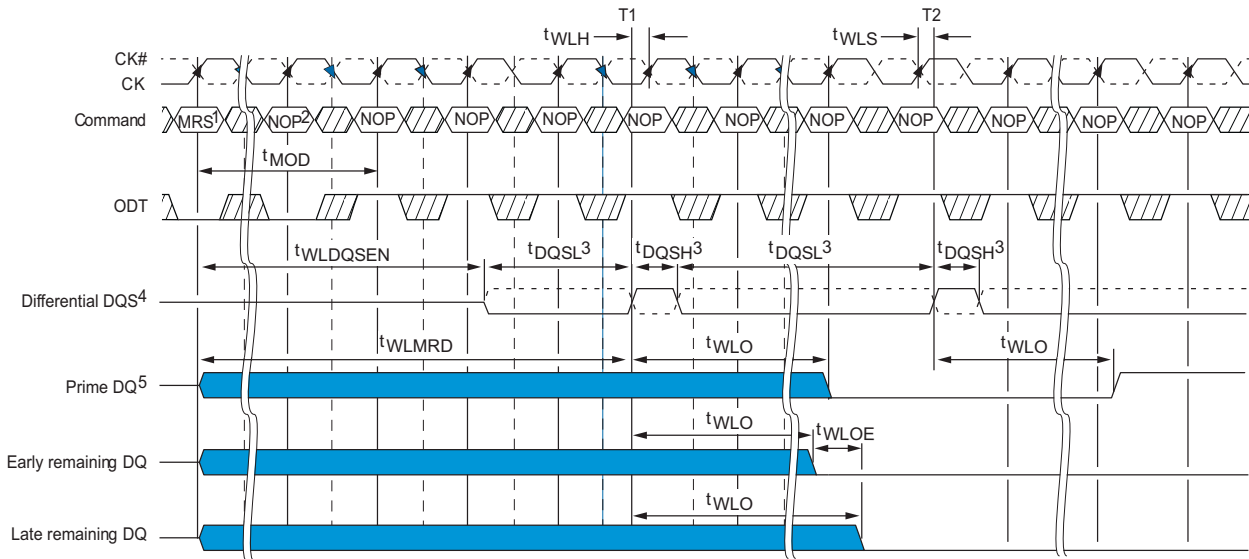 T1 T2
tWLH tWLS
CK#
CK
Command MRS1 NOP2 NOP NOP NOP NOP NOP NOP NOP NOP NOP
tMOD
ODT
tWLDQSEN tDQSL3 tDQSH3 tDQSL3 tDQSH3
Differential DQS4
tWLMRD tWLO tWLO
Prime DQ5
tWLO tWLOE
Early remaining DQ
tWLO
Late remaining DQ